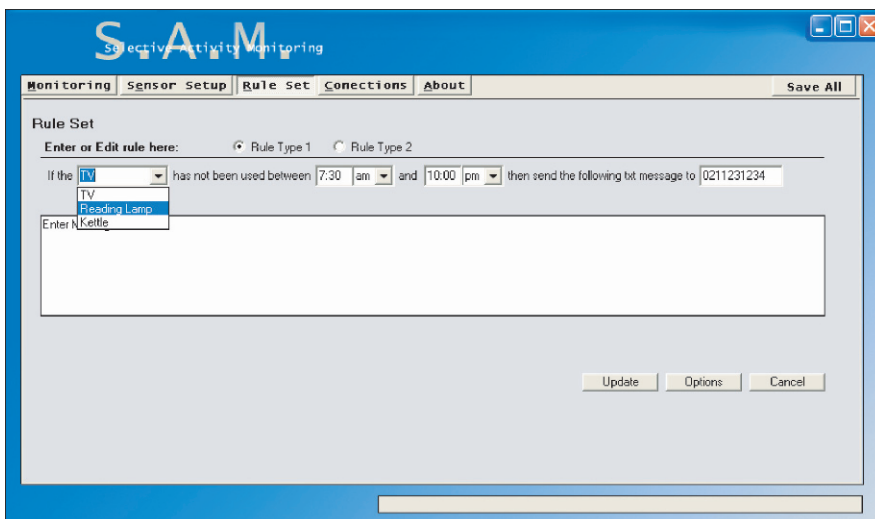 S.A.M.
Selective Activity Monitoring
Monitoring Sensor Setup Rule Set Conections About Save All
Rule Set
Enter or Edit rule here: Rule Type 1 Rule Type 2
If the TV has not been used between 7:30 am and 10:00 pm then send the following txt message to 0211231234
TV
Reading Lamp
Kettle
Enter
Update Options Cancel